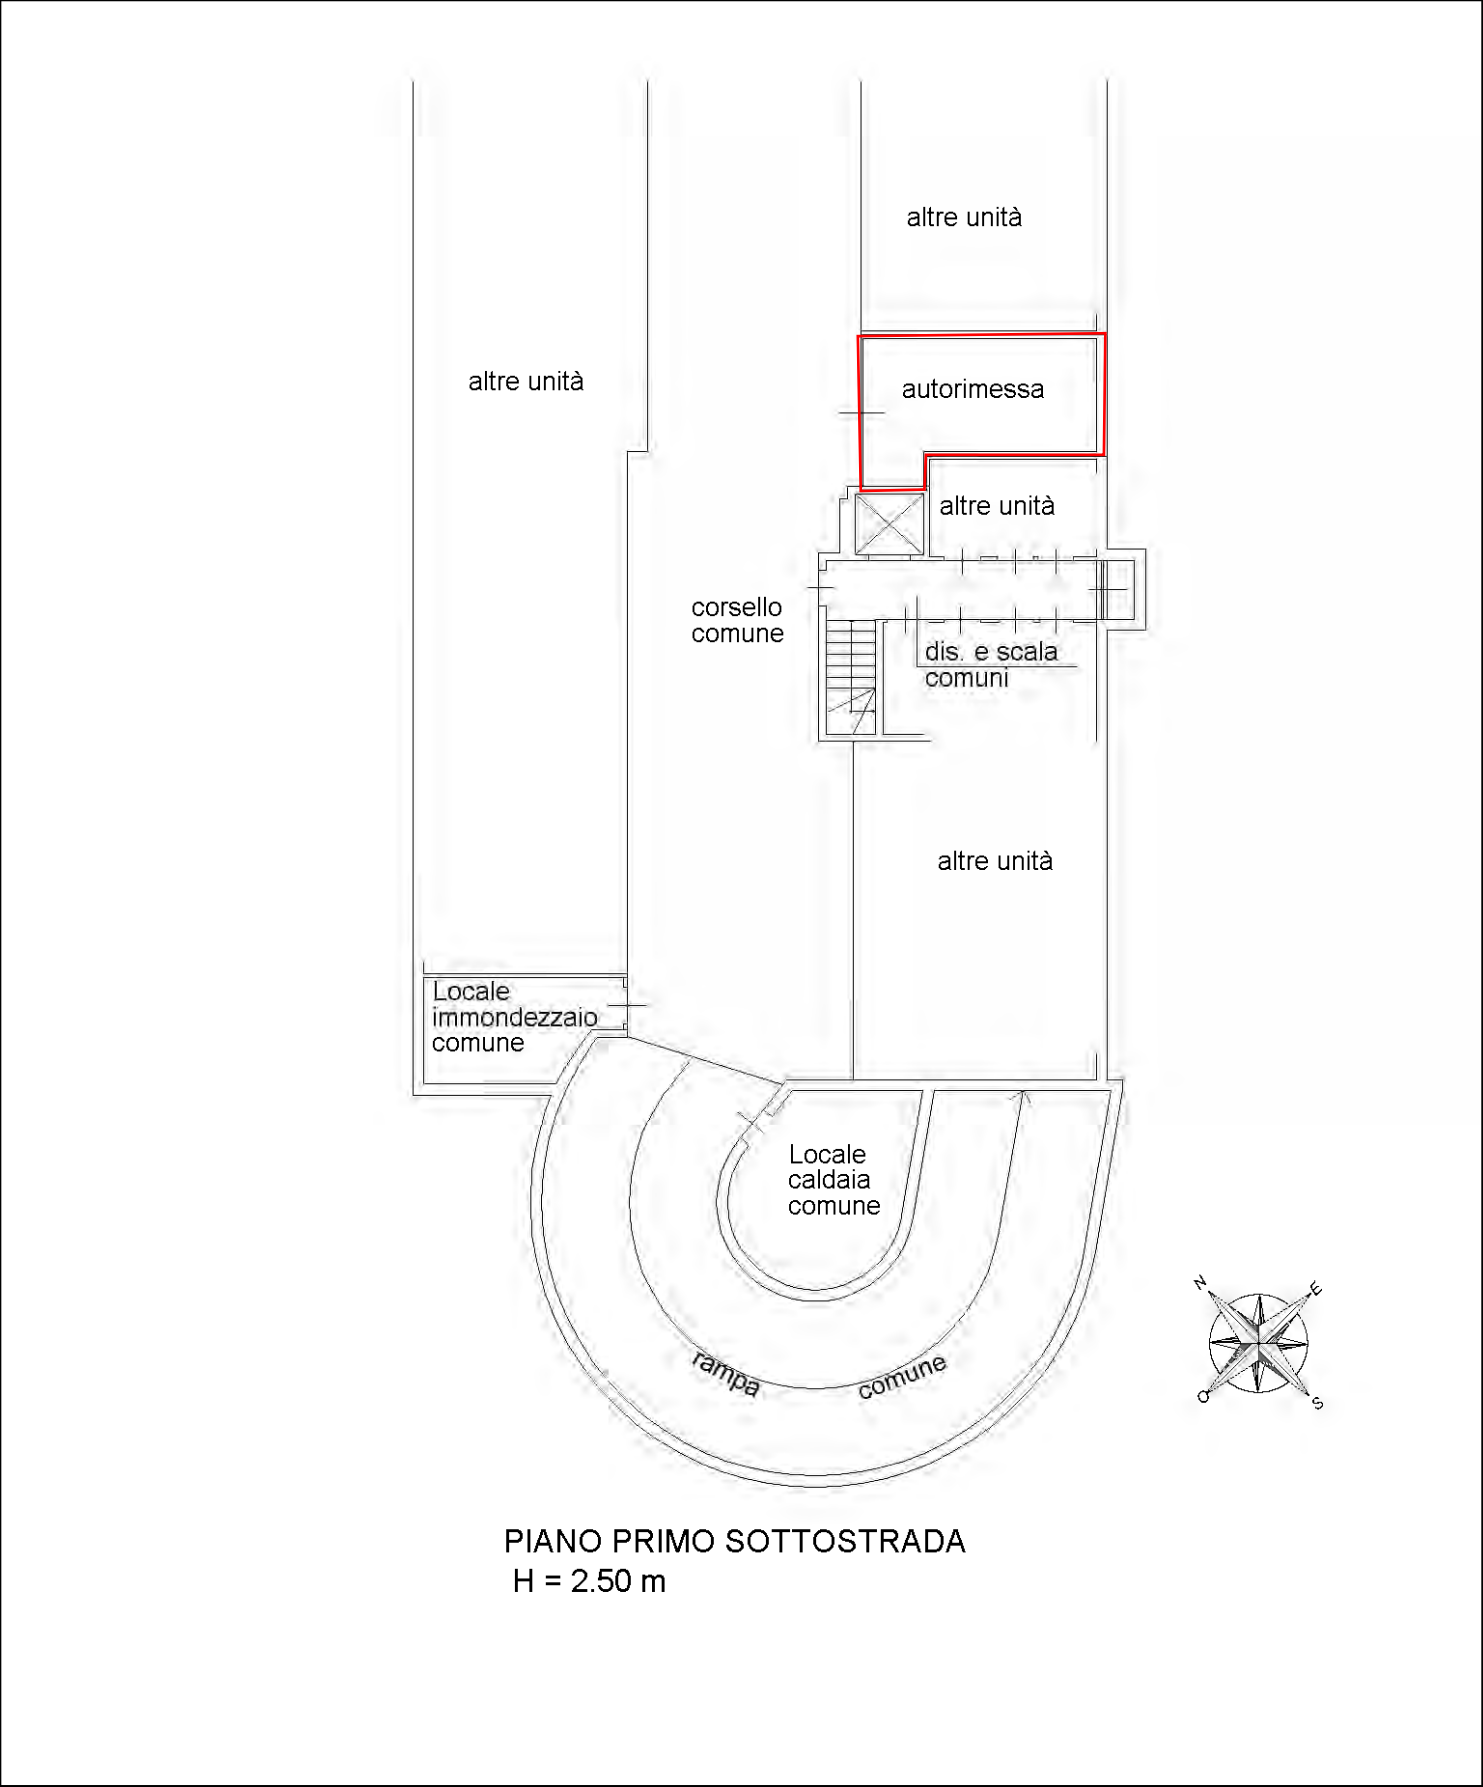 altre unità
altre unità
autorimessa
altre unità
corsello
comune
dis. e scala
comuni
altre unità
Locale
immondezzaio
comune
Locale
caldaia
comune
rampa
comune
N
E
O
S
PIANO PRIMO SOTTOSTRADA
H = 2.50 m